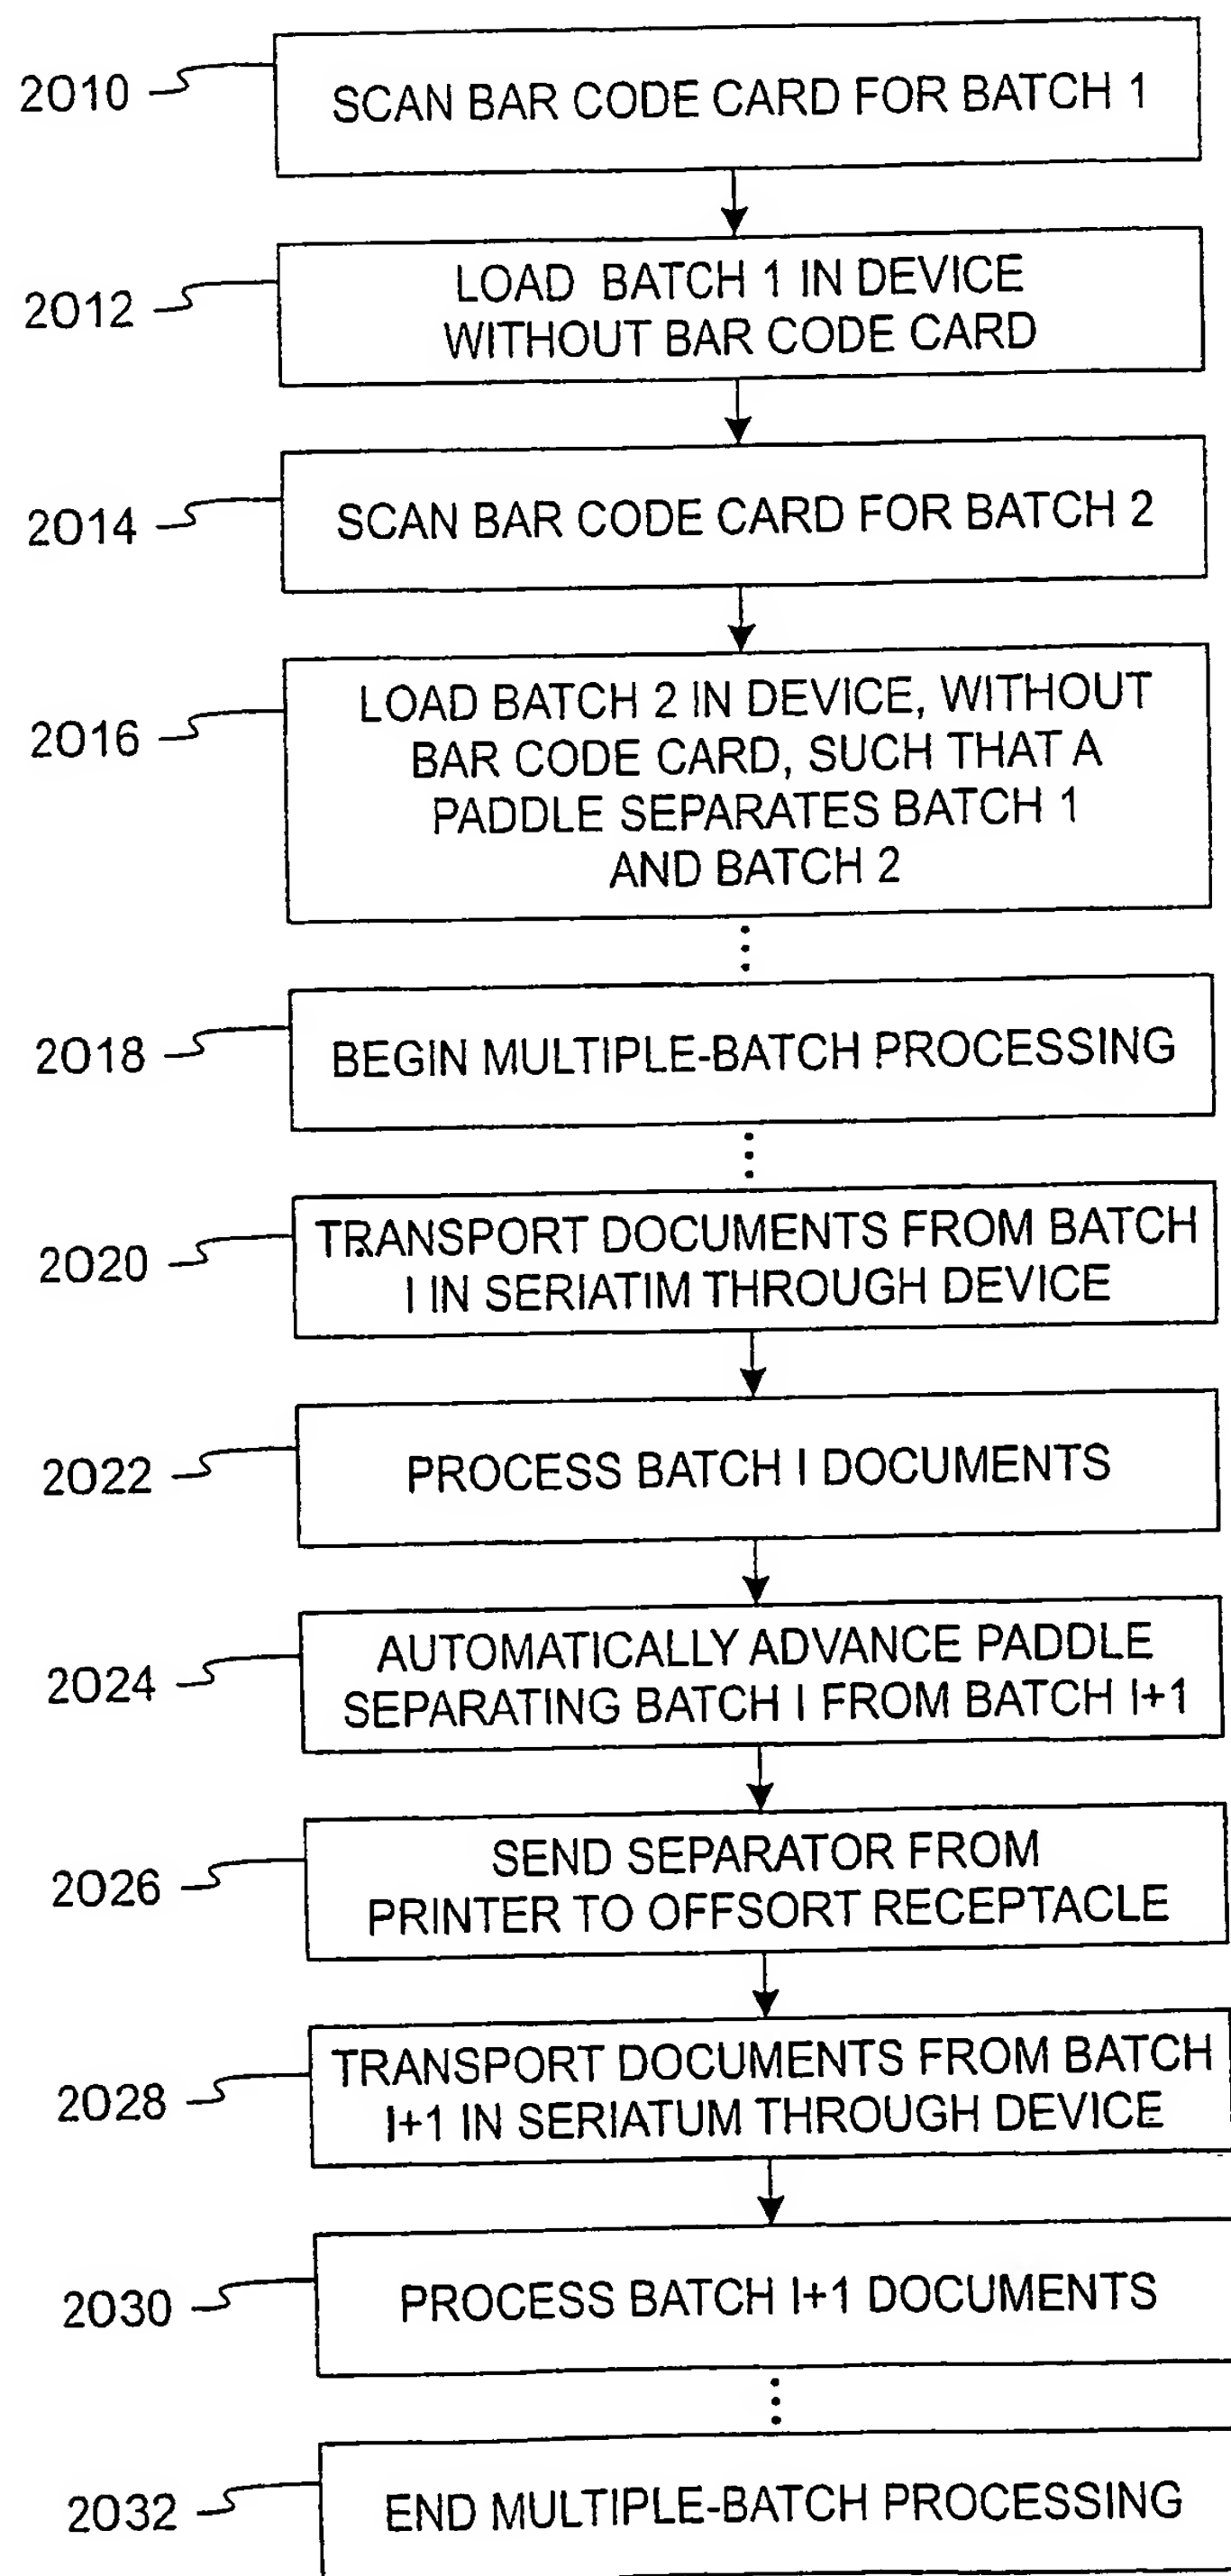 2010
SCAN BAR CODE CARD FOR BATCH 1
2012
LOAD BATCH 1 IN DEVICE
WITHOUT BAR CODE CARD
2014
SCAN BAR CODE CARD FOR BATCH 2
2016
LOAD BATCH 2 IN DEVICE, WITHOUT
BAR CODE CARD, SUCH THAT A
PADDLE SEPARATES BATCH 1
AND BATCH 2
2018
BEGIN MULTIPLE-BATCH PROCESSING
2020
TRANSPORT DOCUMENTS FROM BATCH
I IN SERIATIM THROUGH DEVICE
2022
PROCESS BATCH I DOCUMENTS
2024
AUTOMATICALLY ADVANCE PADDLE
SEPARATING BATCH I FROM BATCH I+1
2026
SEND SEPARATOR FROM
PRINTER TO OFFSORT RECEPTACLE
2028
TRANSPORT DOCUMENTS FROM BATCH
I+1 IN SERIATUM THROUGH DEVICE
2030
PROCESS BATCH I+1 DOCUMENTS
2032
END MULTIPLE-BATCH PROCESSING